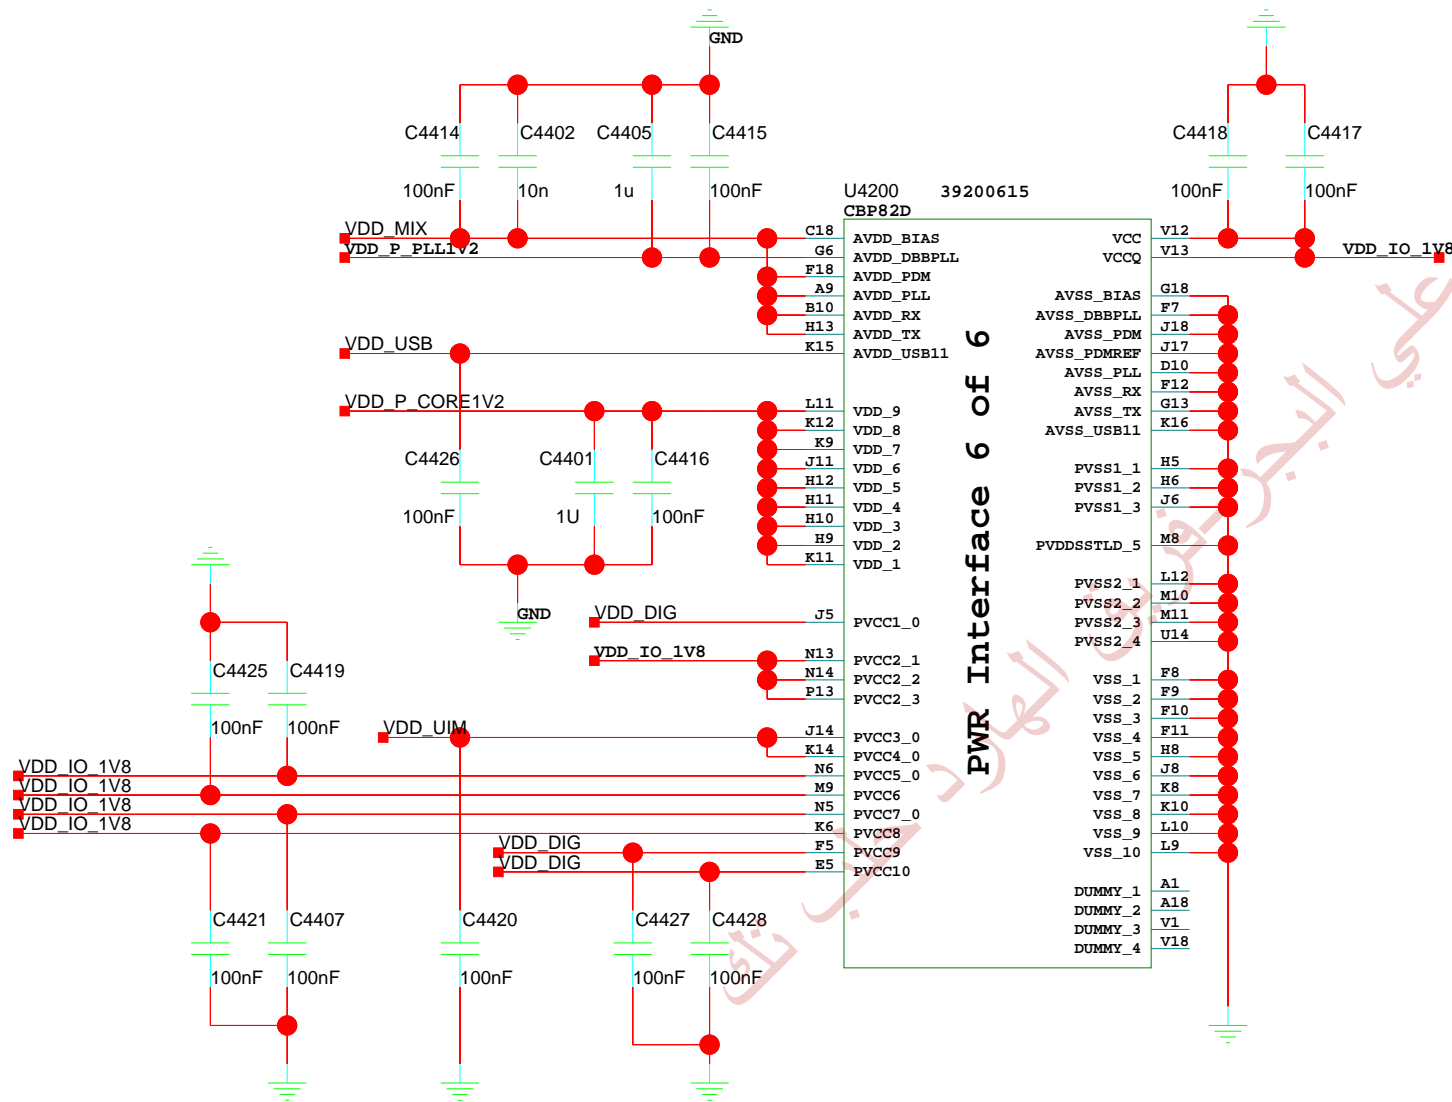 GND
C4414
C4402
C4405
C4415
C4418
C4417
100nF
10n
1u
100nF
100nF
100nF
U4200 39200615
CBP82D
VDD_MIX
VDD_P_PLL1V2
VDD_USB
VDD_P_CORE1V2
C4426
C4401
C4416
100nF
1U
100nF
GND
VDD_DIG
VDD_IO_1V8
C4425
C4419
100nF
100nF
VDD_UIM
VDD_IO_1V8
VDD_IO_1V8
VDD_IO_1V8
VDD_IO_1V8
VDD_DIG
VDD_DIG
C4421
C4407
C4420
C4427
C4428
100nF
100nF
100nF
100nF
100nF
C18 AVDD_BIAS
G6 AVDD_DBBPLL
F18 AVDD_PDM
A9 AVDD_PLL
B10 AVDD_RX
H13 AVDD_TX
K15 AVDD_USB11
L11 VDD_9
K12 VDD_8
K9 VDD_7
J11 VDD_6
H12 VDD_5
H11 VDD_4
H10 VDD_3
H9 VDD_2
K11 VDD_1
J5 PVCC1_0
N13 PVCC2_1
N14 PVCC2_2
P13 PVCC2_3
J14 PVCC3_0
K14 PVCC4_0
N6 PVCC5_0
M9 PVCC6
N5 PVCC7_0
K6 PVCC8
F5 PVCC9
E5 PVCC10
PWR Interface 6 of 6
VCC V12
VCCQ V13
VDD_IO_1V8
AVSS_BIAS G18
AVSS_DBBPLL F7
AVSS_PDM J18
AVSS_PDMREF J17
AVSS_PLL D10
AVSS_RX F12
AVSS_TX G13
AVSS_USB11 K16
PVSS1_1 H5
PVSS1_2 H6
PVSS1_3 J6
PVDDSSTLD_5 M8
PVSS2_1 L12
PVSS2_2 M10
PVSS2_3 M11
PVSS2_4 U14
VSS_1 F8
VSS_2 F9
VSS_3 F10
VSS_4 F11
VSS_5 H8
VSS_6 J8
VSS_7 K8
VSS_8 K10
VSS_9 L10
VSS_10 L9
DUMMY_1 A1
DUMMY_2 A18
DUMMY_3 V1
DUMMY_4 V18
علي البحر-فريق الهارد حلب تك